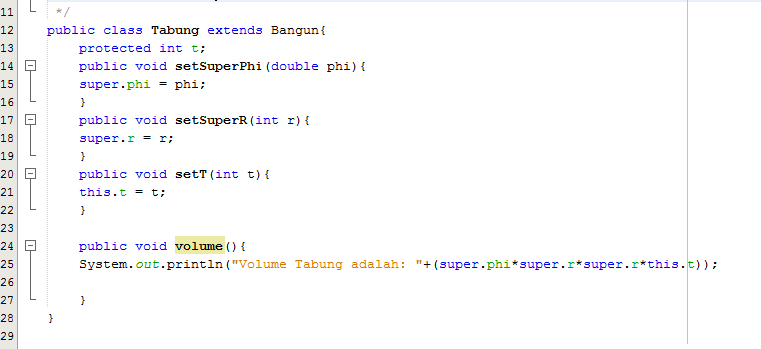 11 */
12 public class Tabung extends Bangun{
13 protected int t;
14 public void setSuperPhi(double phi){
15 super.phi = phi;
16 }
17 public void setSuperR(int r){
18 super.r = r;
19 }
20 public void setT(int t){
21 this.t = t;
22 }
23
24 public void volume(){
25 System.out.println("Volume Tabung adalah: "+(super.phi*super.r*super.r*this.t));
26
27 }
28 }
29